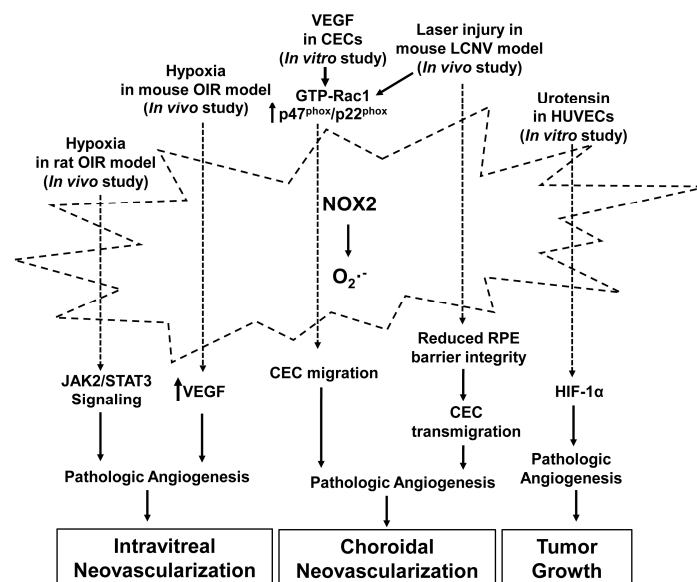 VEGF
in CECs
(In vitro study)
Laser injury in
mouse LCNV model
(In vivo study)
Hypoxia
in mouse OIR model
(In vivo study)
GTP-Rac1
p47phox/p22phox
Urotensin
in HUVECs
(In vitro study)
Hypoxia
in rat OIR model
(In vivo study)
NOX2
O2·-
Reduced RPE
barrier integrity
JAK2/STAT3
Signaling
VEGF
CEC migration
HIF-1α
CEC
transmigration
Pathologic Angiogenesis
Pathologic Angiogenesis
Pathologic
Angiogenesis
Intravitreal
Neovascularization
Choroidal
Neovascularization
Tumor
Growth